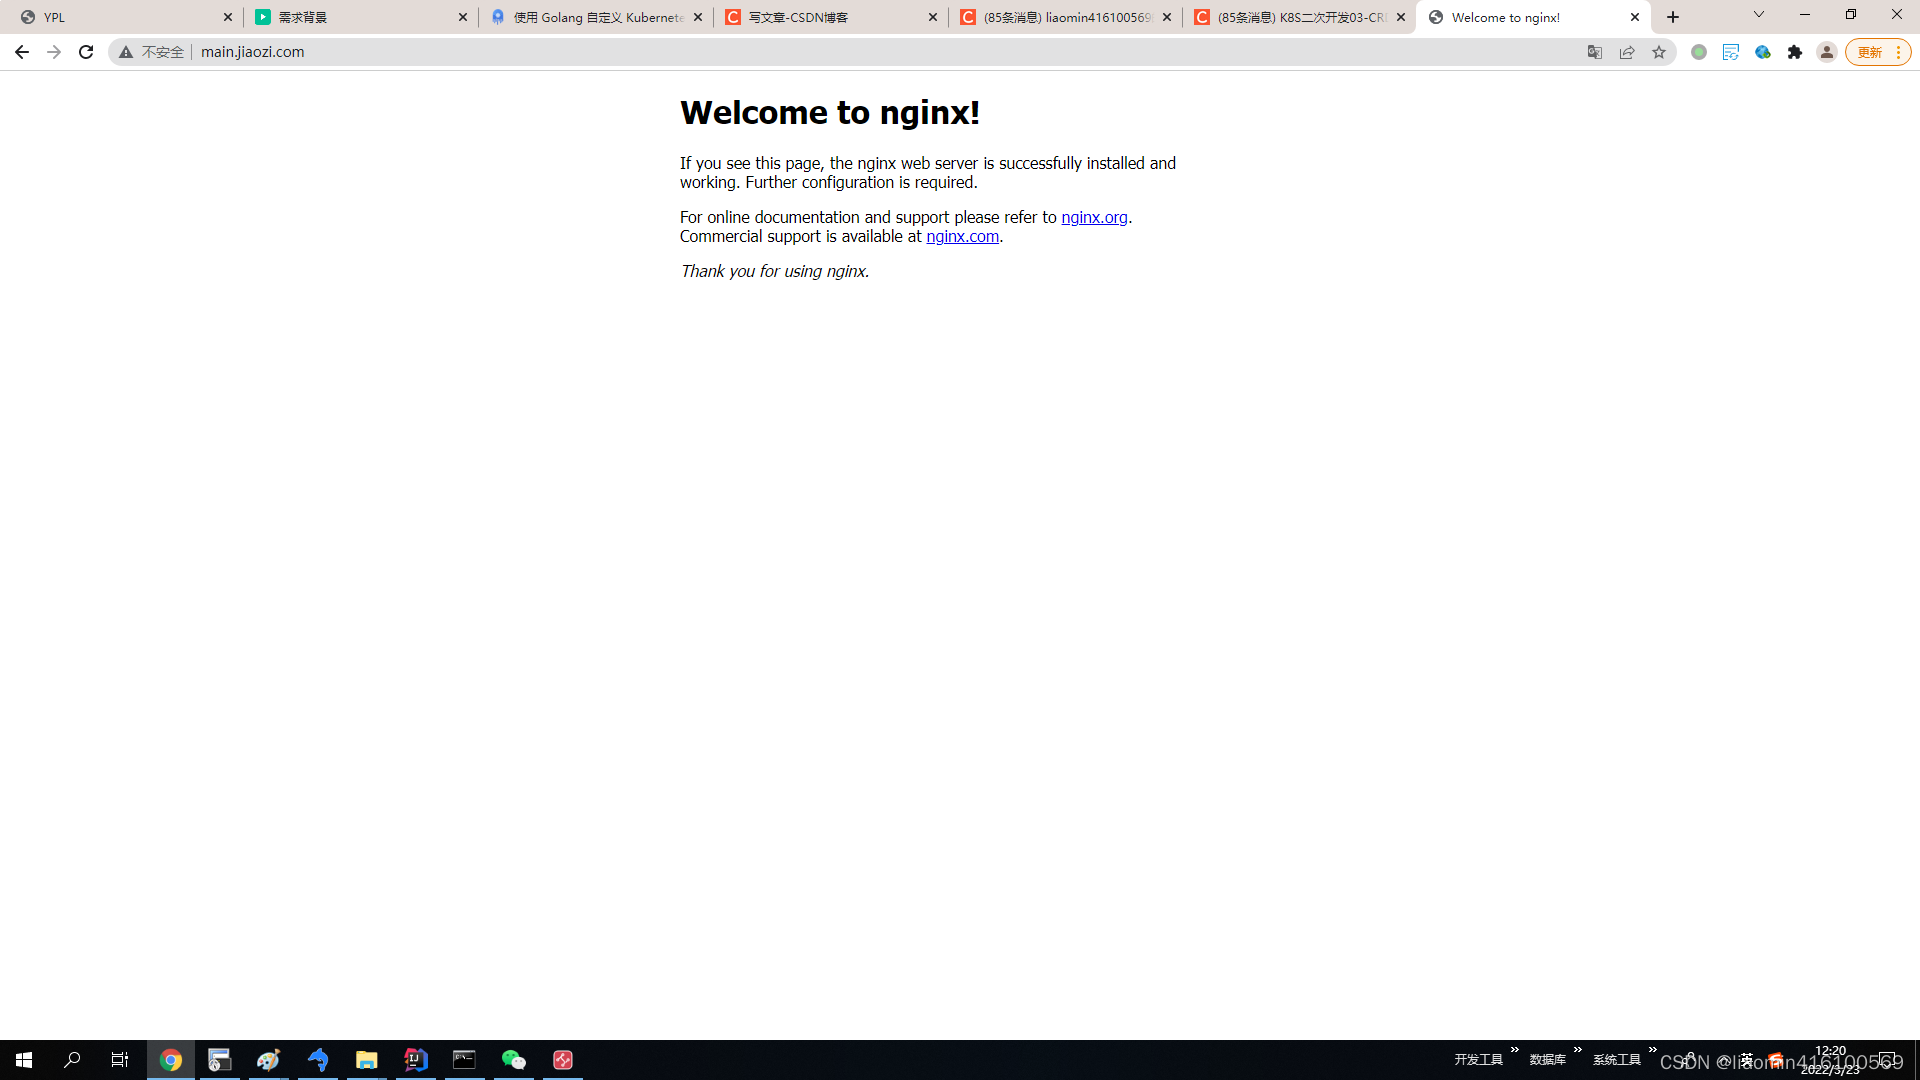 YPL
需求背景
使用 Golang 自定义 Kubernete
写文章-CSDN博客
(85条消息) liaomin416100569
(85条消息) K8S二次开发03-CR
Welcome to nginx!
不安全
main.jiaozi.com
更新
Welcome to nginx!
If you see this page, the nginx web server is successfully installed and
working. Further configuration is required.
For online documentation and support please refer to nginx.org.
Commercial support is available at nginx.com.
Thank you for using nginx.
开发工具
数据库
系统工具
英
12:20
2022/3/23
CSDN @liaomin416100569